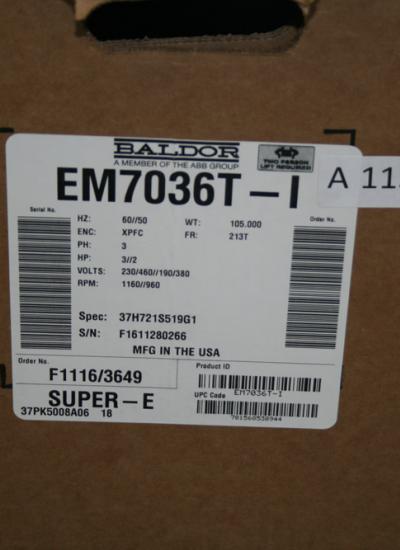 BALDOR
A MEMBER OF THE ABB GROUP
TWO PERSON
LIFT REQUIRED
EM7036T-I
A 11
Serial No.
Order No.
HZ: 60//50 WT: 105.000
ENC: XPFC FR: 213T
PH: 3
HP: 3//2
VOLTS: 230/460//190/380
RPM: 1160//960
Spec: 37H721S519G1
S/N: F1611280266
MFG IN THE USA
Order No.
F1116/3649
Product ID
EM7036T-I
UPC Code
781568538944
SUPER-E
37PK5008A06 18